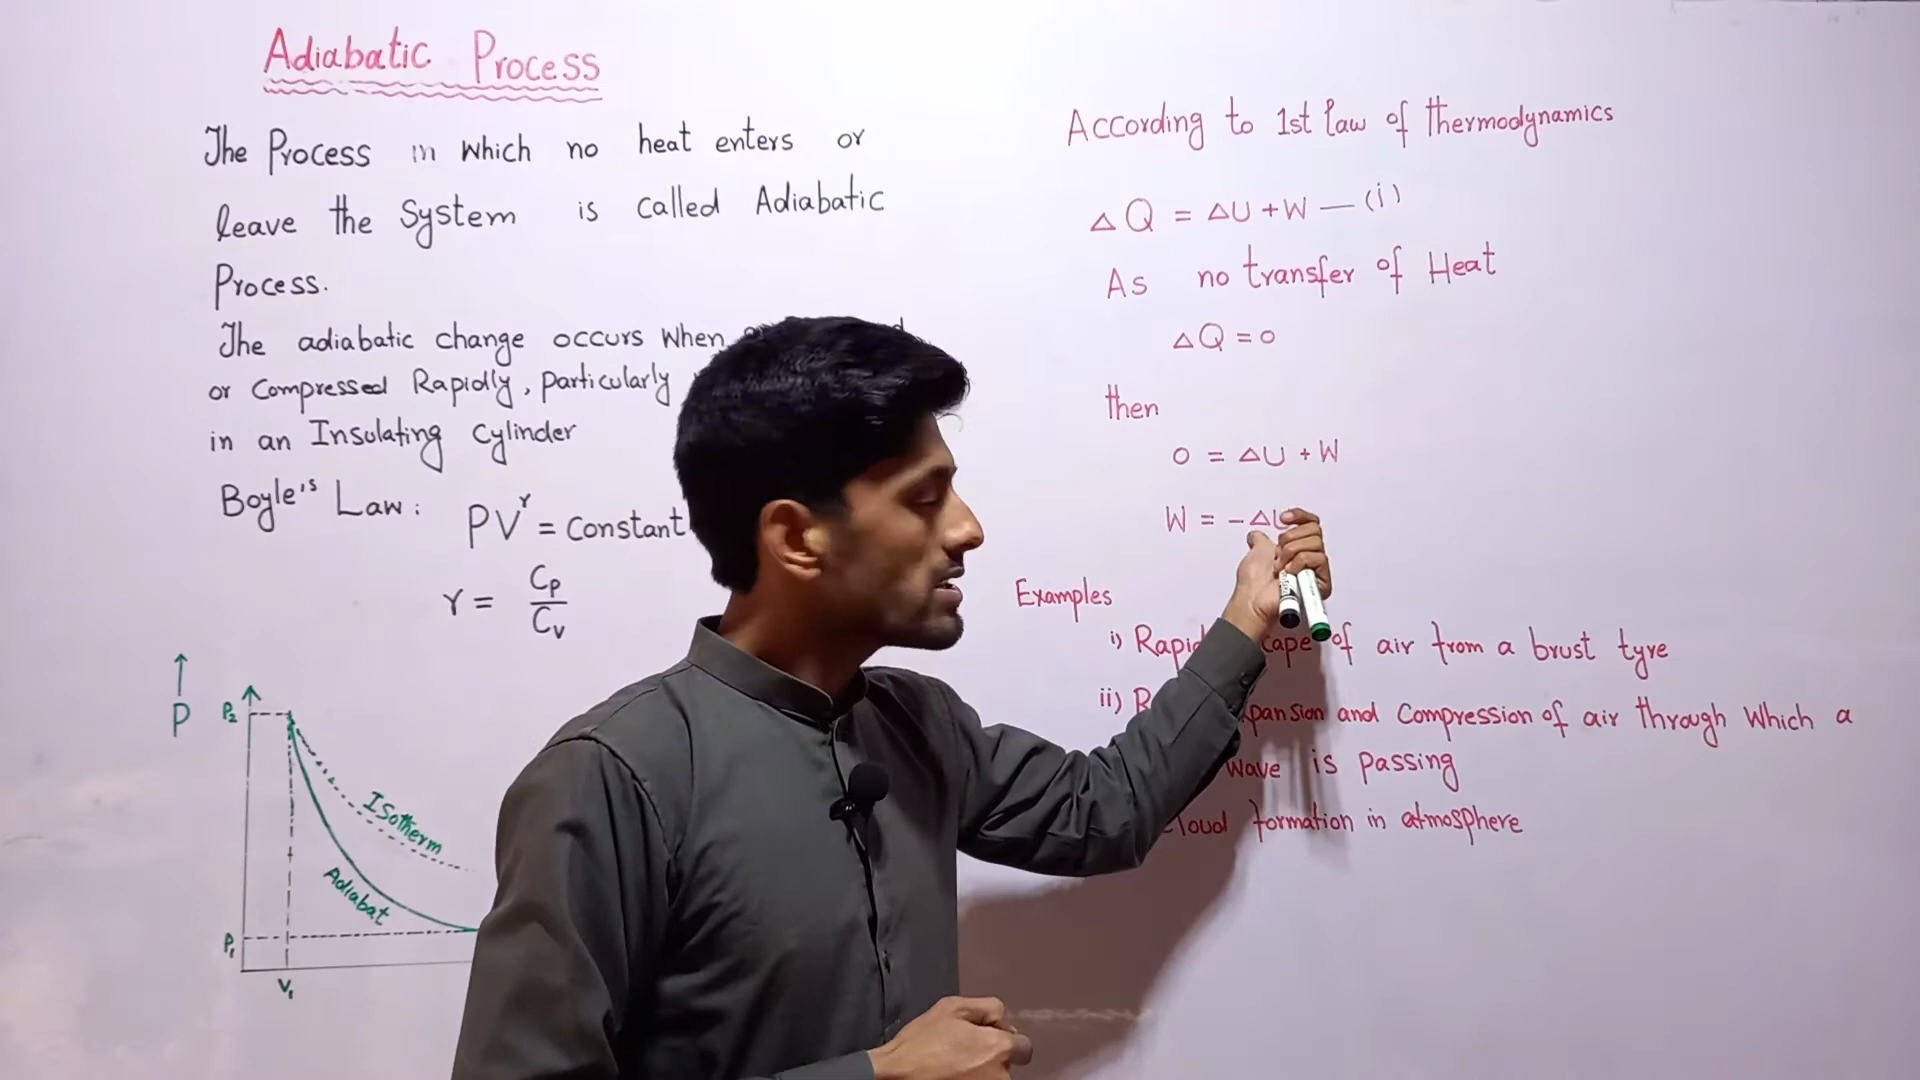 Adiabatic Process
The Process in which no heat enters or
leave the System is called Adiabatic
Process.
The adiabatic change occurs when
or Compressed Rapidly, particularly
in an Insulating Cylinder
Boyle's Law: PVʳ = Constant
γ = Cp / Cv
P
P₂
Isotherm
Adiabat
P₁
V₁
According to 1st law of thermodynamics
ΔQ = ΔU + W — (i)
As no transfer of Heat
ΔQ = 0
then
0 = ΔU + W
W = -ΔU
Examples
i) of air from a brust tyre
ii) and Compression of air through which a
wave is passing
formation in atmosphere